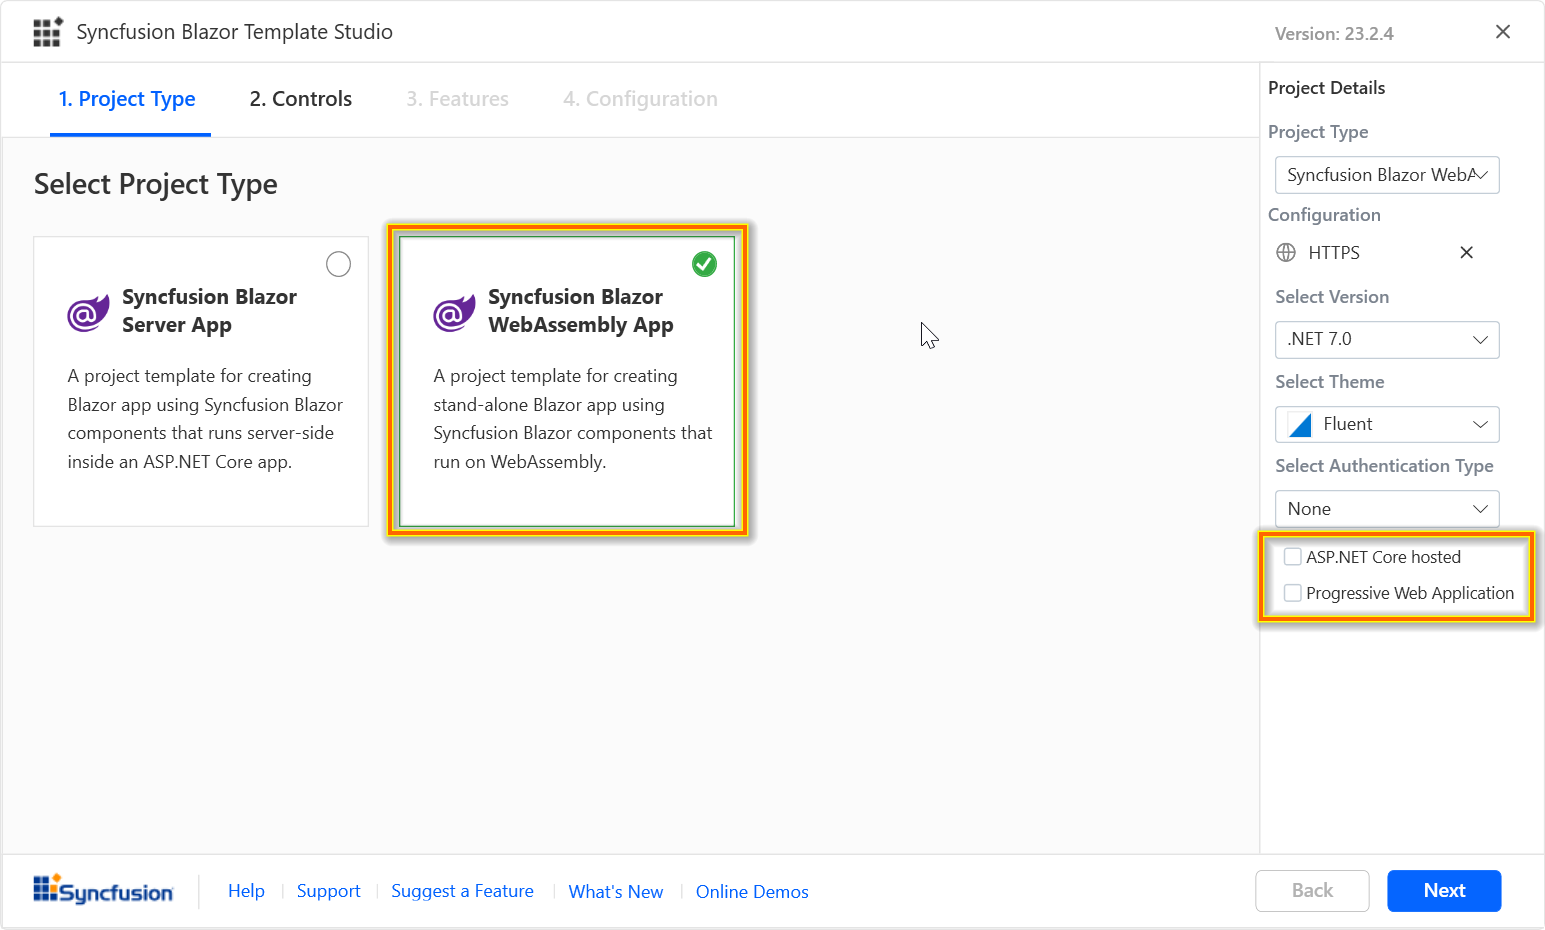 Syncfusion Blazor Template Studio
Version: 23.2.4
1. Project Type
2. Controls
3. Features
4. Configuration
Select Project Type
Syncfusion Blazor
Server App
A project template for creating
Blazor app using Syncfusion Blazor
components that runs server-side
inside an ASP.NET Core app.
Syncfusion Blazor
WebAssembly App
A project template for creating
stand-alone Blazor app using
Syncfusion Blazor components that
run on WebAssembly.
Project Details
Project Type
Syncfusion Blazor WebA
Configuration
HTTPS
Select Version
.NET 7.0
Select Theme
Fluent
Select Authentication Type
None
ASP.NET Core hosted
Progressive Web Application
Syncfusion
Help
Support
Suggest a Feature
What's New
Online Demos
Back
Next